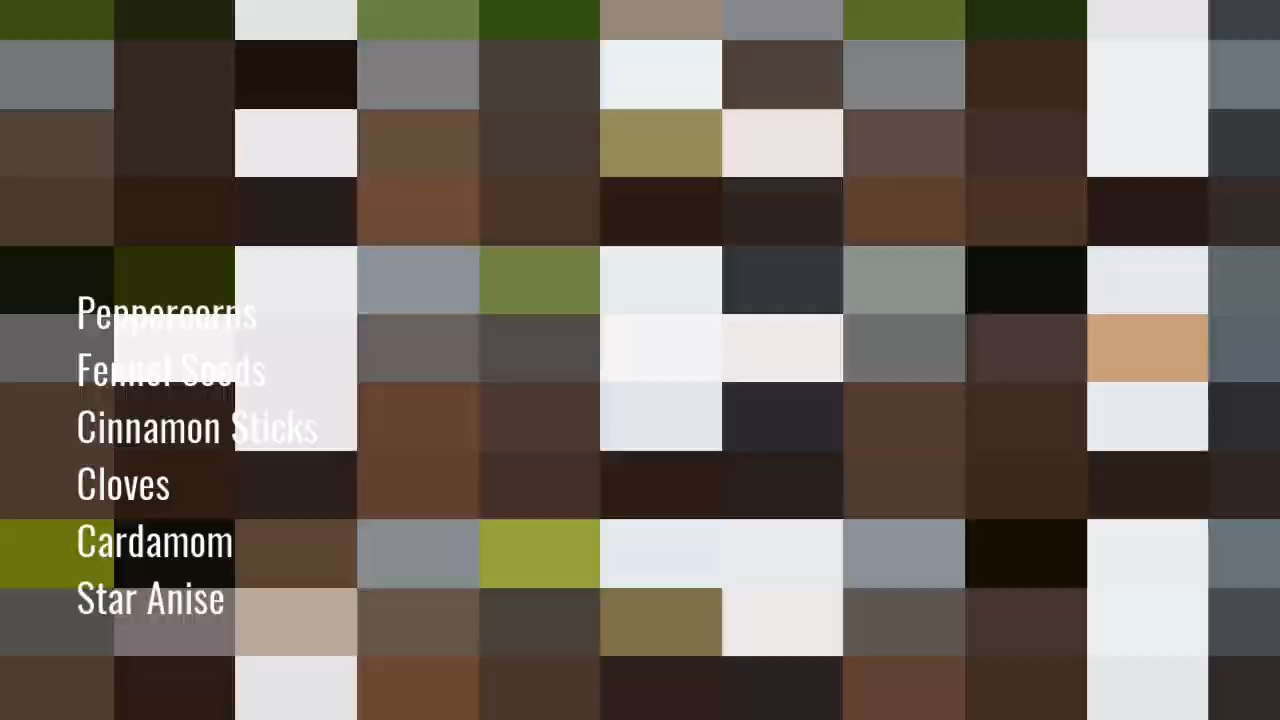 Peppercorns
Fennel Seeds
Cinnamon Sticks
Cloves
Cardamom
Star Anise